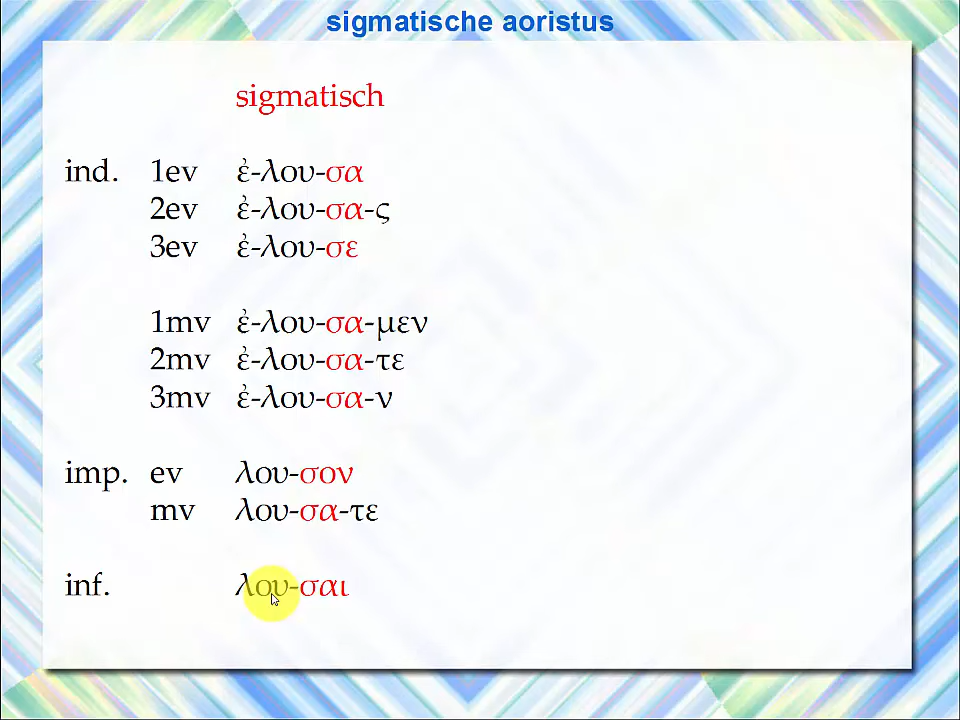 sigmatische aoristus
sigmatisch
ind. 1ev ἐ-λου-σα
2ev ἐ-λου-σα-ς
3ev ἐ-λου-σε
1mv ἐ-λου-σα-μεν
2mv ἐ-λου-σα-τε
3mv ἐ-λου-σα-ν
imp. ev λου-σον
mv λου-σα-τε
inf. λου-σαι